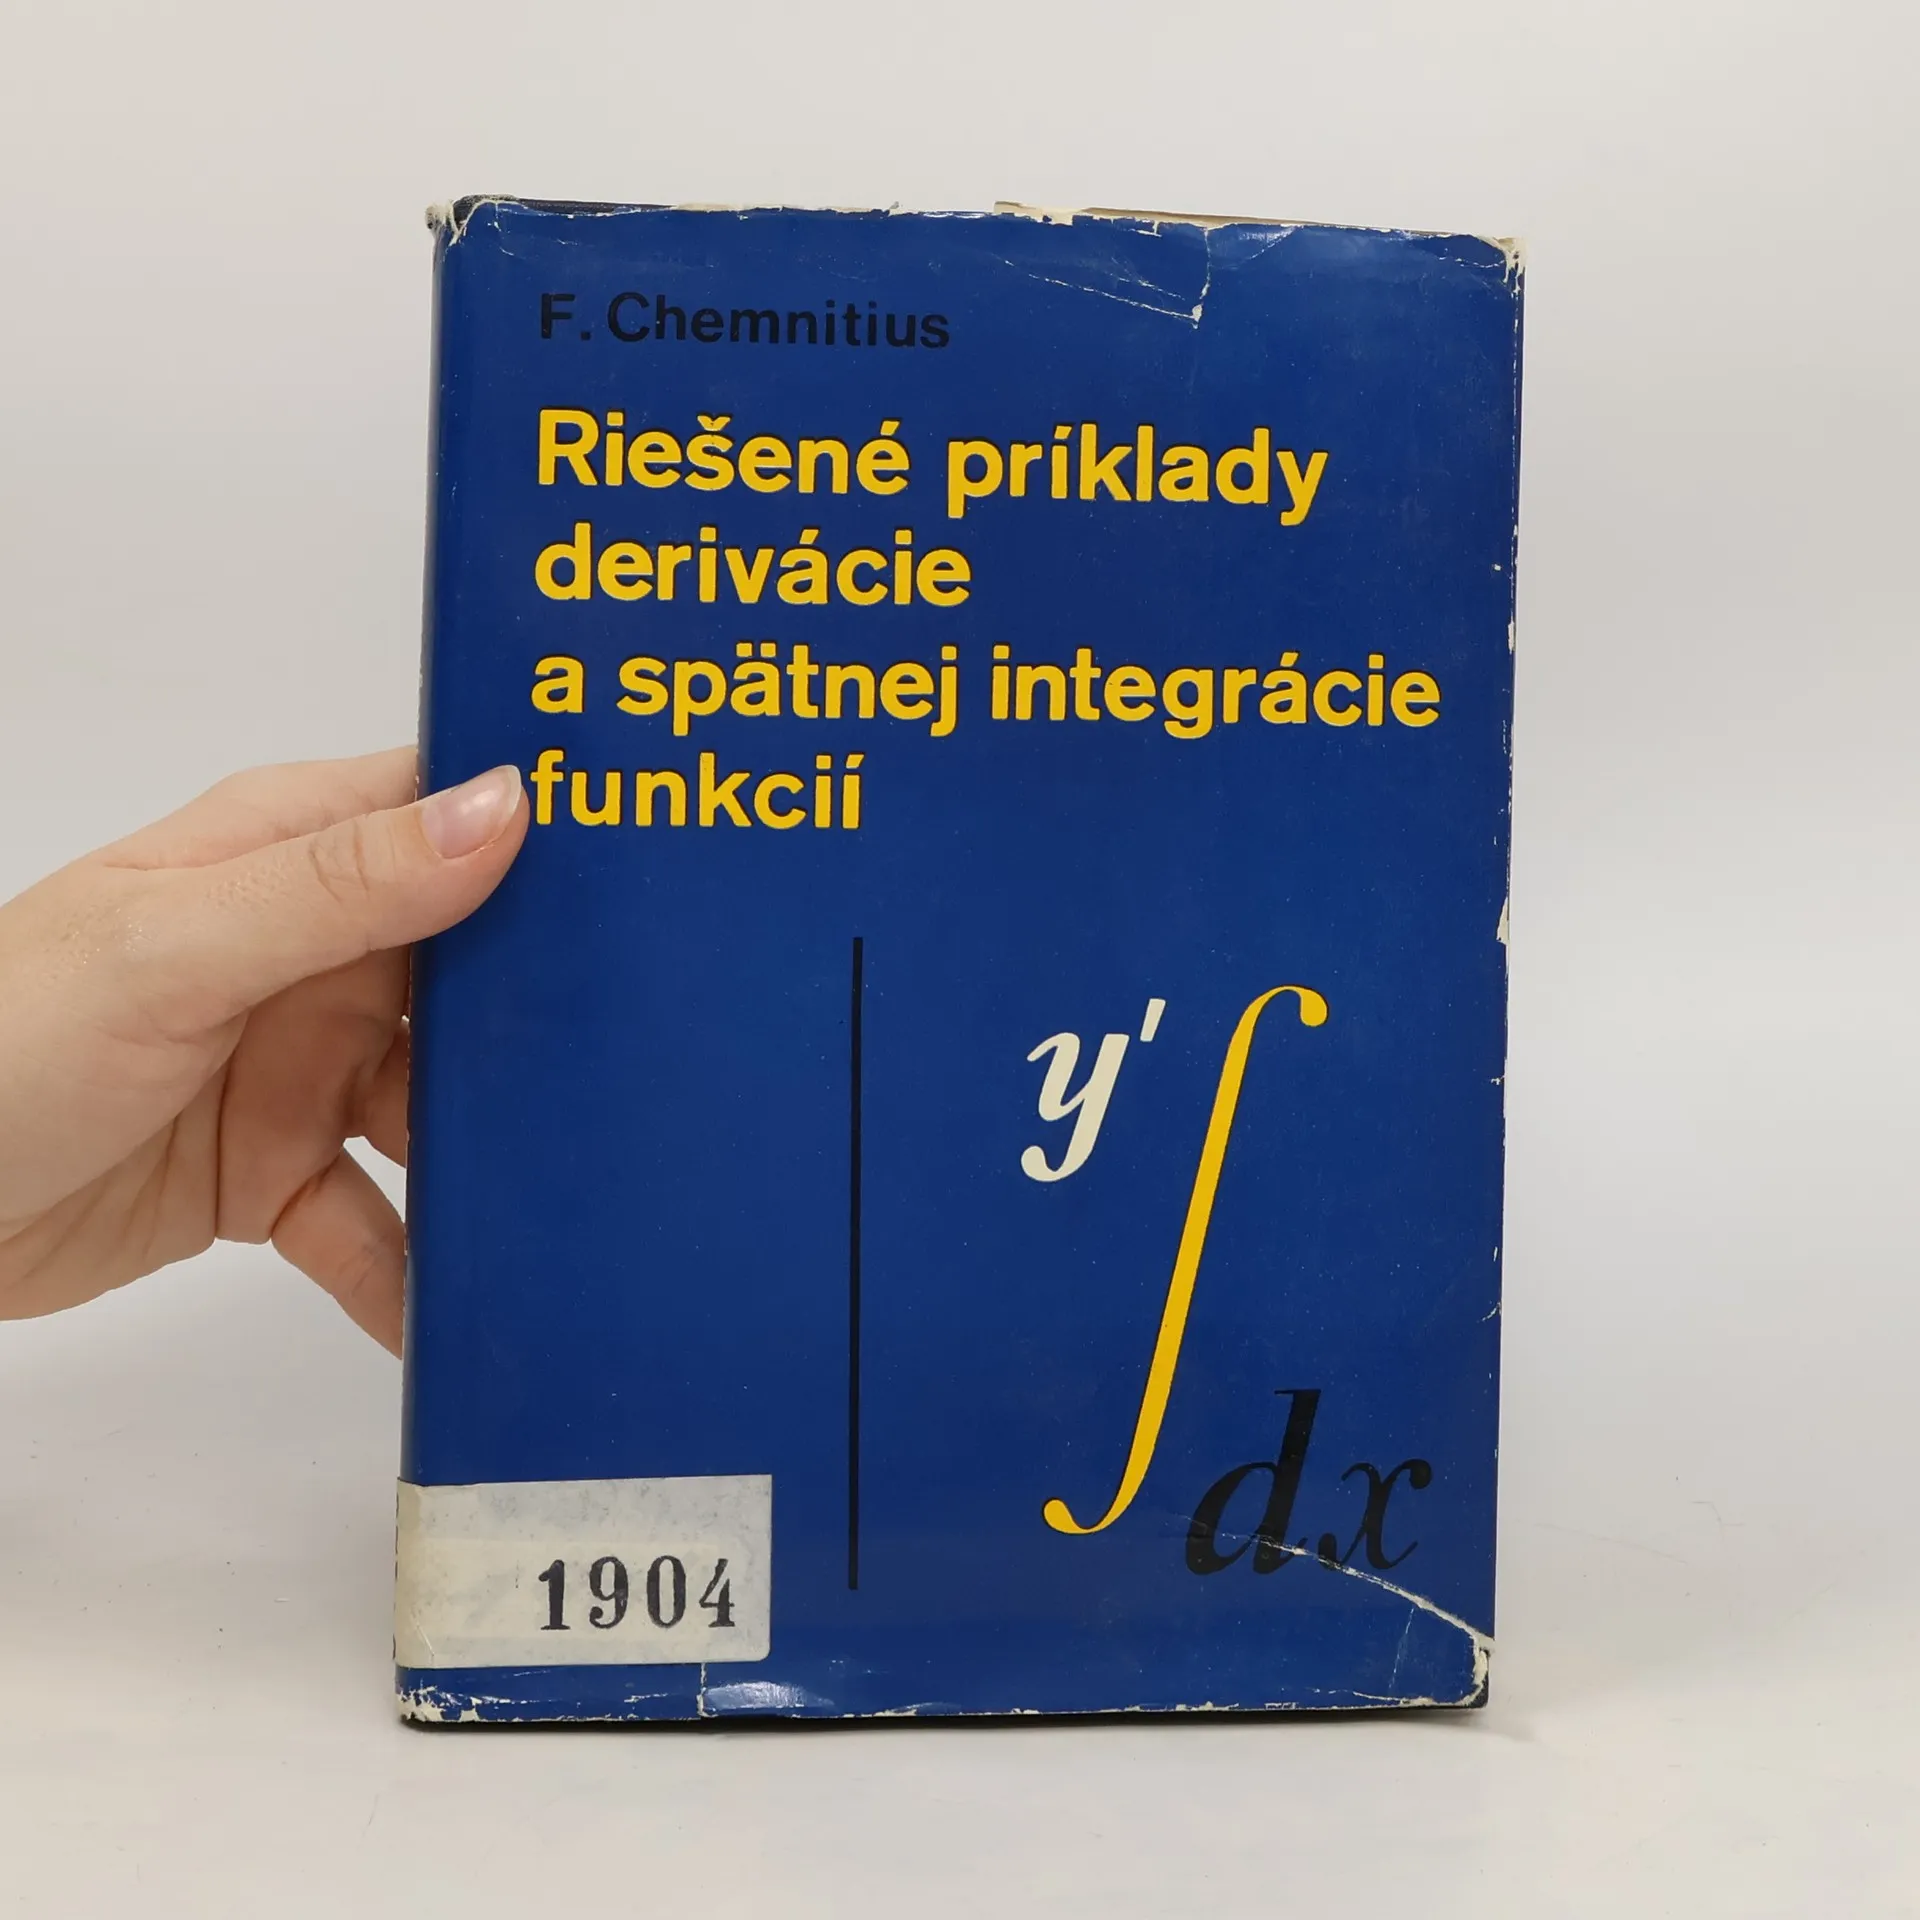 F. Chemnitius
Riešené príklady
derivácie
a spätnej integrácie
funkcií
y' ∫ dx
1904